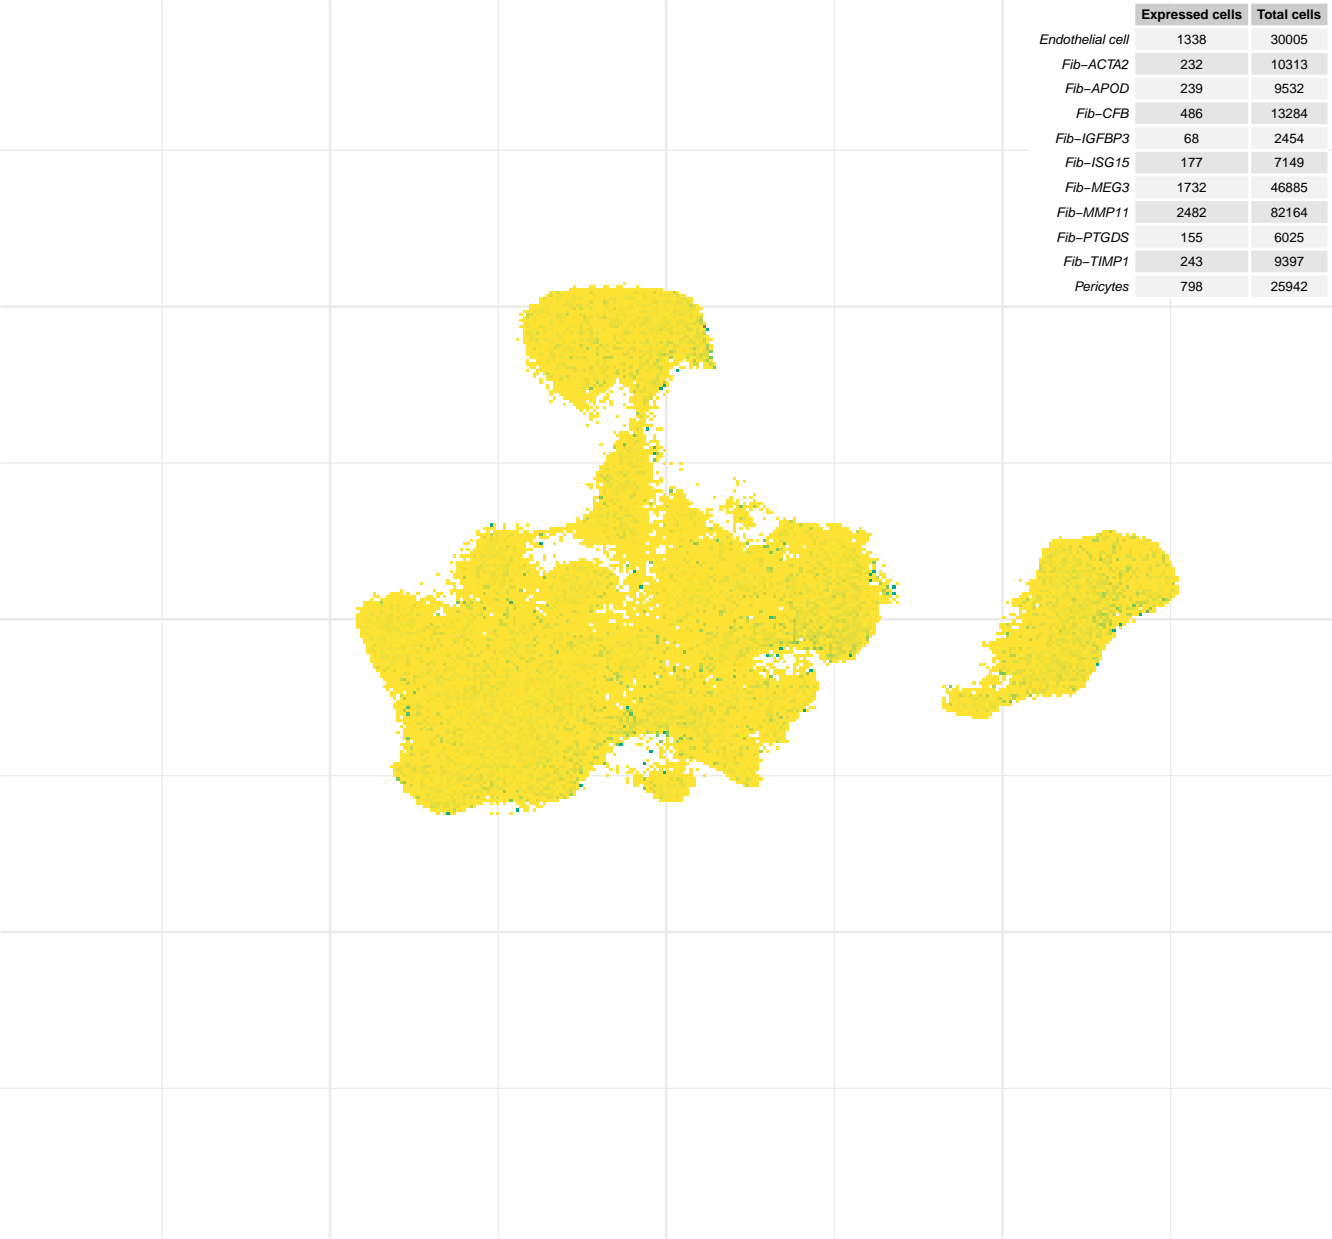 Expressed cells Total cells
Endothelial cell 1338 30005
Fib−ACTA2 232 10313
Fib−APOD 239 9532
Fib−CFB 486 13284
Fib−IGFBP3 68 2454
Fib−ISG15 177 7149
Fib−MEG3 1732 46885
Fib−MMP11 2482 82164
Fib−PTGDS 155 6025
Fib−TIMP1 243 9397
Pericytes 798 25942